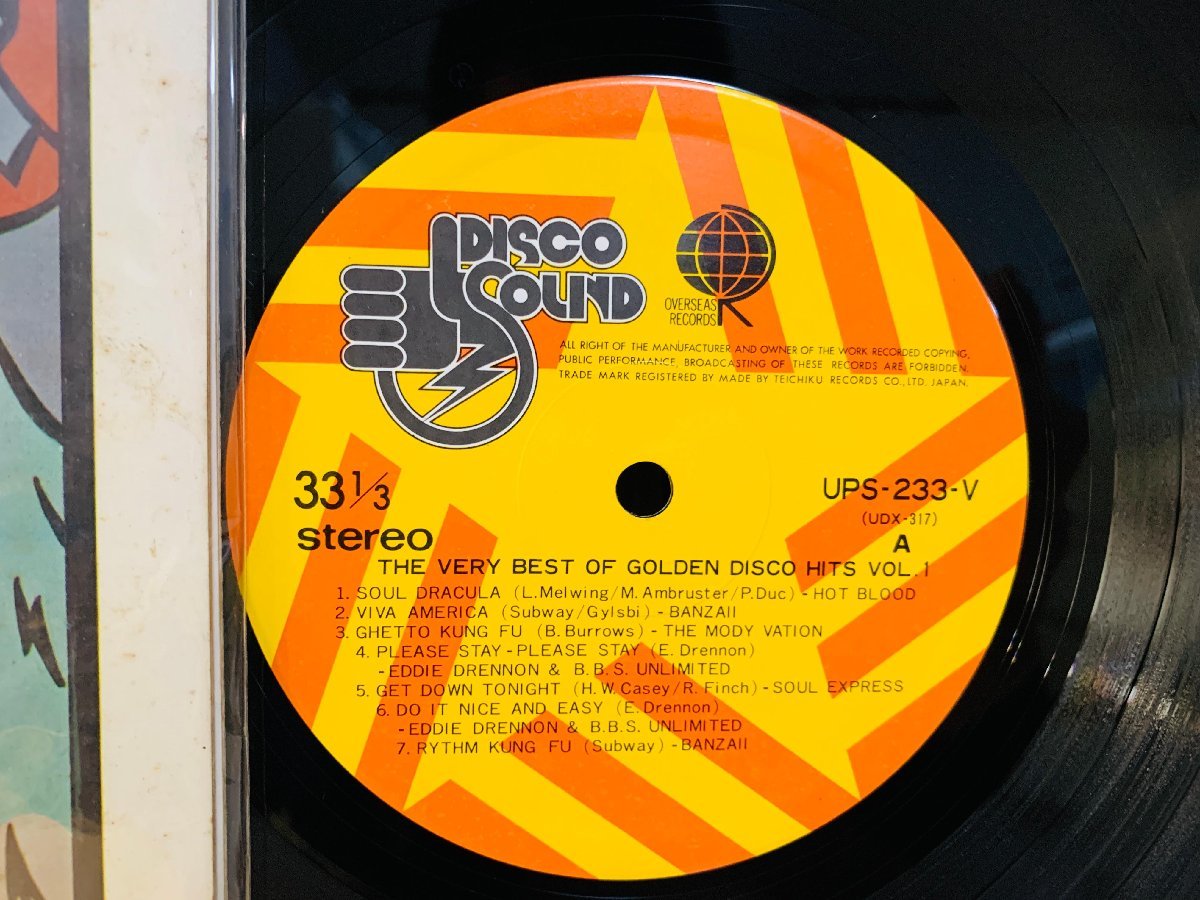 DISCO
SOUND
OVERSEAS
RECORDS
ALL RIGHT OF THE MANUFACTURER AND OWNER OF THE WORK RECORDED COPYING,
PUBLIC PERFORMANCE, BROADCASTING OF THESE RECORDS ARE FORBIDDEN.
TRADE MARK REGISTERED BY MADE BY TEICHIKU RECORDS CO., LTD. JAPAN.
33 1/3
stereo
UPS-233-V
(UDX-317)
A
THE VERY BEST OF GOLDEN DISCO HITS VOL.1
1. SOUL DRACULA (L.Melwing/M.Ambruster/P.Duc) - HOT BLOOD
2. VIVA AMERICA (Subway/Gylsbi) - BANZAII
3. GHETTO KUNG FU (B.Burrows) - THE MODY VATION
4. PLEASE STAY-PLEASE STAY (E. Drennon)
-EDDIE DRENNON & B.B.S. UNLIMITED
5. GET DOWN TONIGHT (H.W.Casey/R.Finch) - SOUL EXPRESS
6. DO IT NICE AND EASY (E. Drennon)
-EDDIE DRENNON & B.B.S. UNLIMITED
7. RYTHM KUNG FU (Subway) - BANZAII